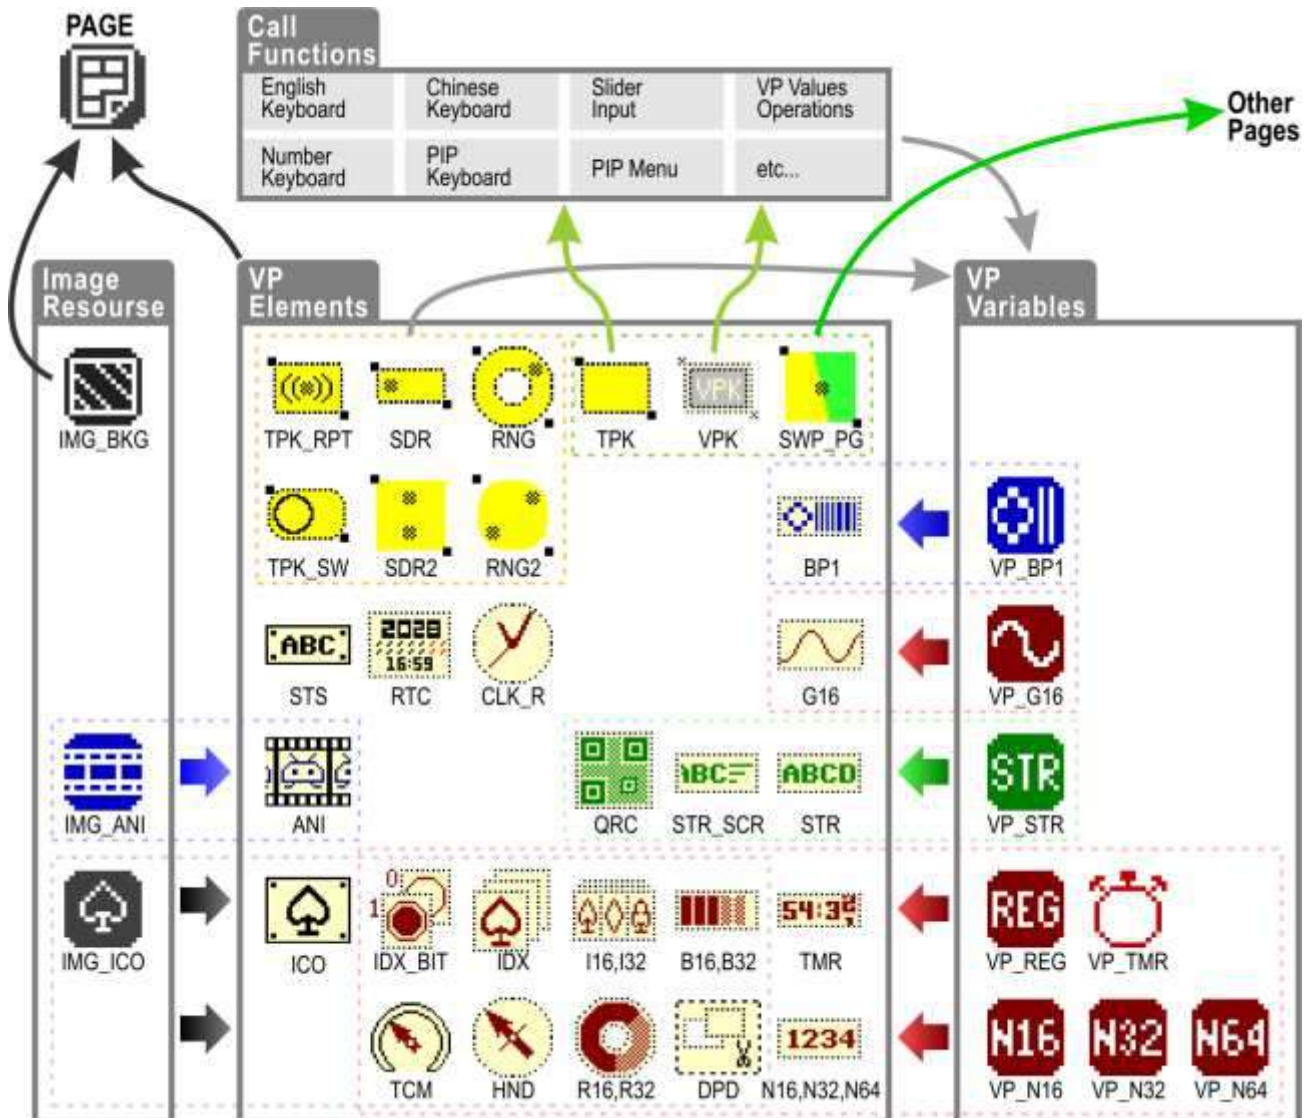 PAGE
Call
Functions
English
Keyboard
Chinese
Keyboard
Slider
Input
VP Values
Operations
Number
Keyboard
PIP
Keyboard
PIP Menu
etc...
Other
Pages
Image
Resourse
VP
Elements
VP
Variables
IMG_BKG
TPK_RPT
SDR
RNG
TPK
VPK
VPK
SWP_PG
TPK_SW
SDR2
RNG2
BP1
VP_BP1
ABC
2028
16:59
STS
RTC
CLK_R
G16
VP_G16
ABC
ABCD
STR
IMG_ANI
ANI
QRC
STR_SCR
STR
VP_STR
0
1
54:32
REG
IMG_ICO
ICO
IDX_BIT
IDX
I16,I32
B16,B32
TMR
VP_REG
VP_TMR
1234
N16
N32
N64
TCM
HND
R16,R32
DPD
N16,N32,N64
VP_N16
VP_N32
VP_N64